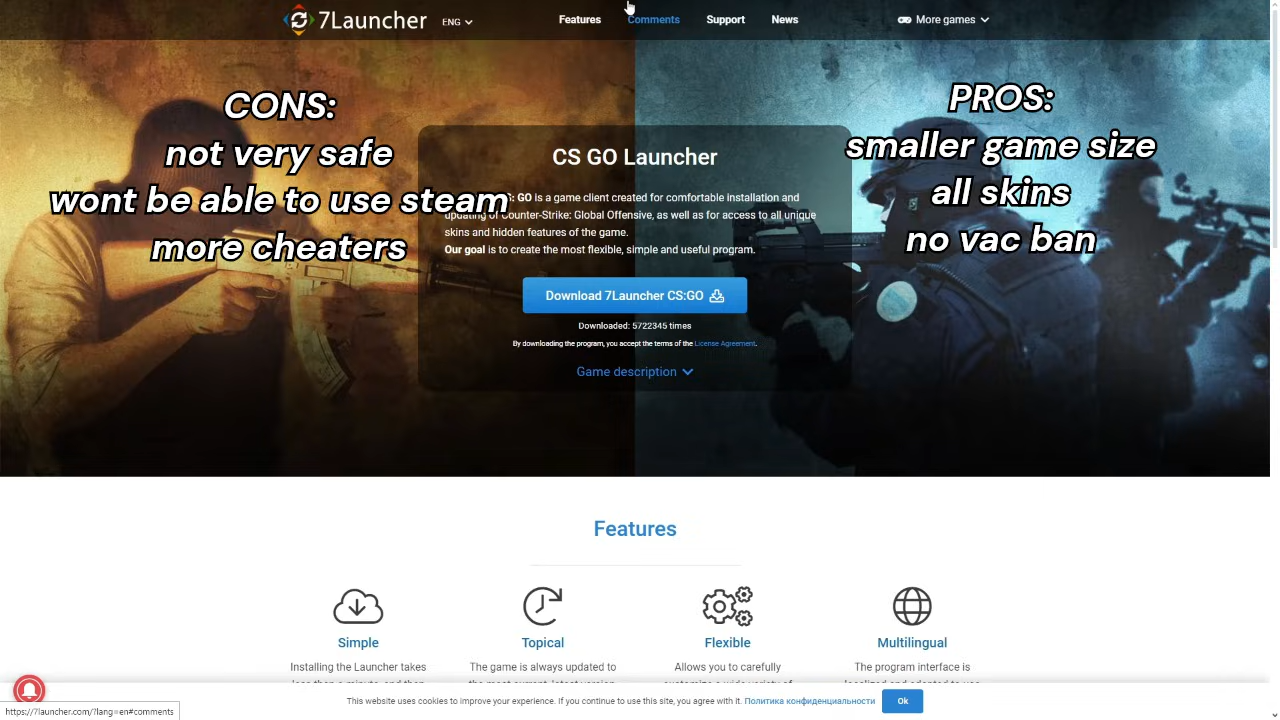 7Launcher
ENG
Features
Comments
Support
News
More games
CONS:
not very safe
wont be able to use steam
more cheaters
PROS:
smaller game size
all skins
no vac ban
CS GO Launcher
S: GO is a game client created for comfortable installation and
updating of Counter-Strike: Global Offensive, as well as for access to all unique
skins and hidden features of the game.
Our goal is to create the most flexible, simple and useful program.
Download 7Launcher CS:GO
Downloaded: 5722345 times
By downloading the program, you accept the terms of the License Agreement.
Game description
Features
Simple
Topical
Flexible
Multilingual
Installing the Launcher takes
The game is always updated to
Allows you to carefully
The program interface is
This website uses cookies to improve your experience. If you continue to use this site, you agree with it. Политика конфиденциальности
Ok
https://7launcher.com/?lang=en#comments